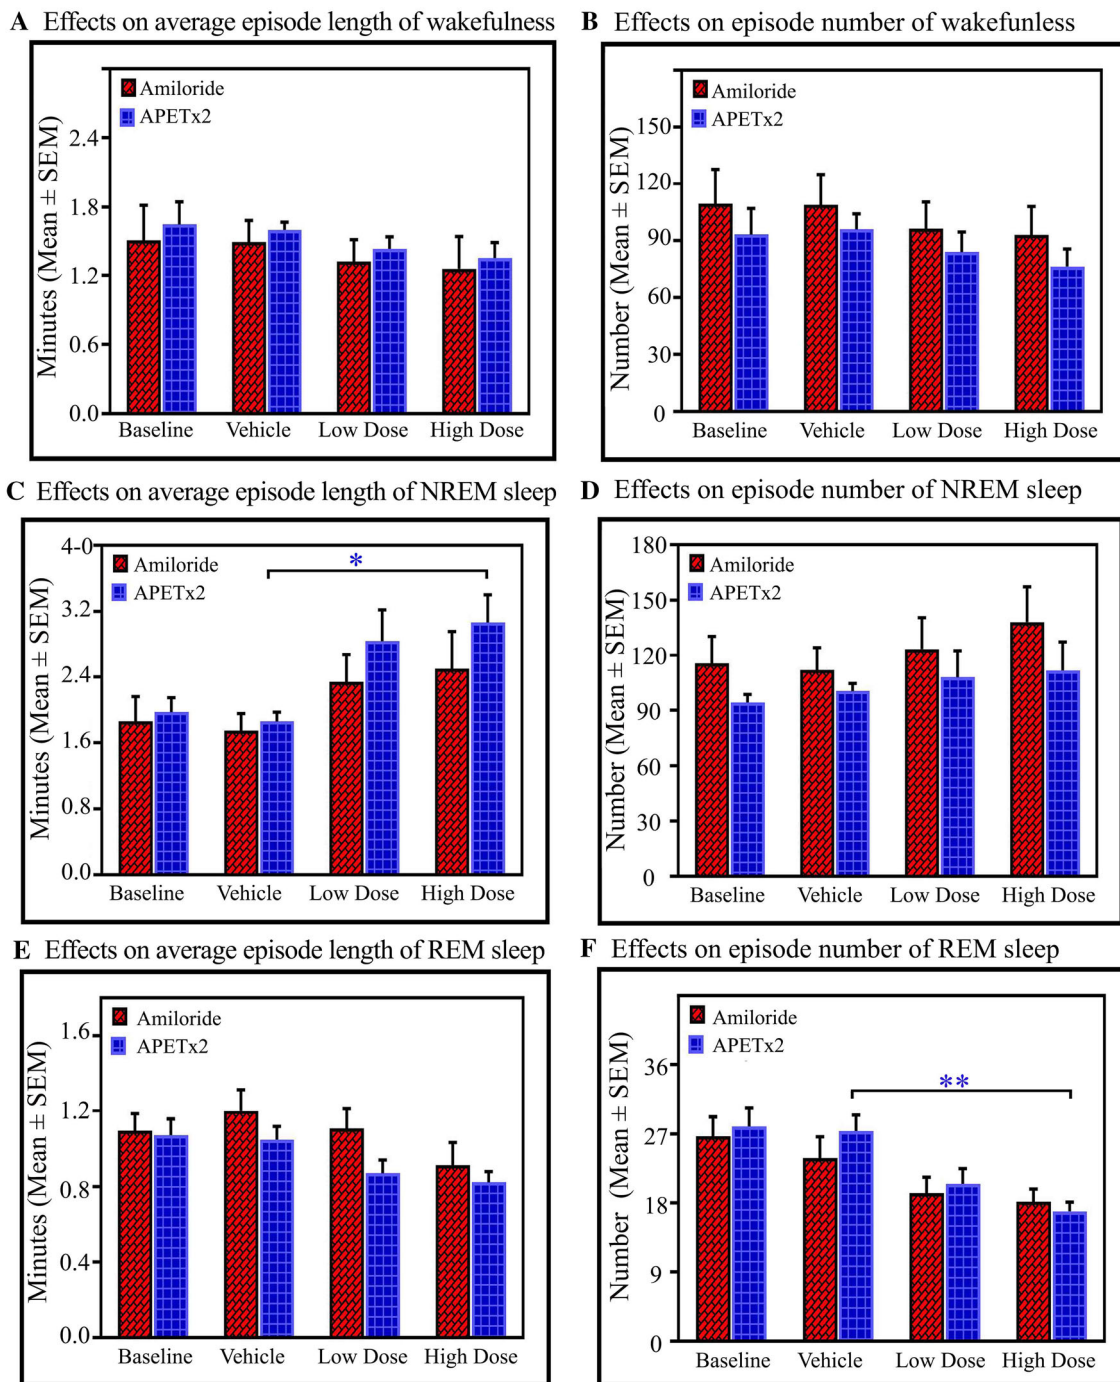 A Effects on average episode length of wakefulness
Minutes (Mean ± SEM)
Amiloride
APETx2
2.4
1.8
1.2
0.6
0.0
Baseline Vehicle Low Dose High Dose
B Effects on episode number of wakefunless
Number (Mean ± SEM)
Amiloride
APETx2
150
120
90
60
30
0
Baseline Vehicle Low Dose High Dose
C Effects on average episode length of NREM sleep
Minutes (Mean ± SEM)
Amiloride
APETx2
*
4-0
3.2
2.4
1.6
0.8
0.0
Baseline Vehicle Low Dose High Dose
D Effects on episode number of NREM sleep
Number (Mean ± SEM)
Amiloride
APETx2
180
150
120
90
60
30
0
Baseline Vehicle Low Dose High Dose
E Effects on average episode length of REM sleep
Minutes (Mean ± SEM)
Amiloride
APETx2
1.6
1.2
0.8
0.4
0.0
Baseline Vehicle Low Dose High Dose
F Effects on episode number of REM sleep
Number (Mean ± SEM)
Amiloride
APETx2
**
36
27
18
9
0
Baseline Vehicle Low Dose High Dose